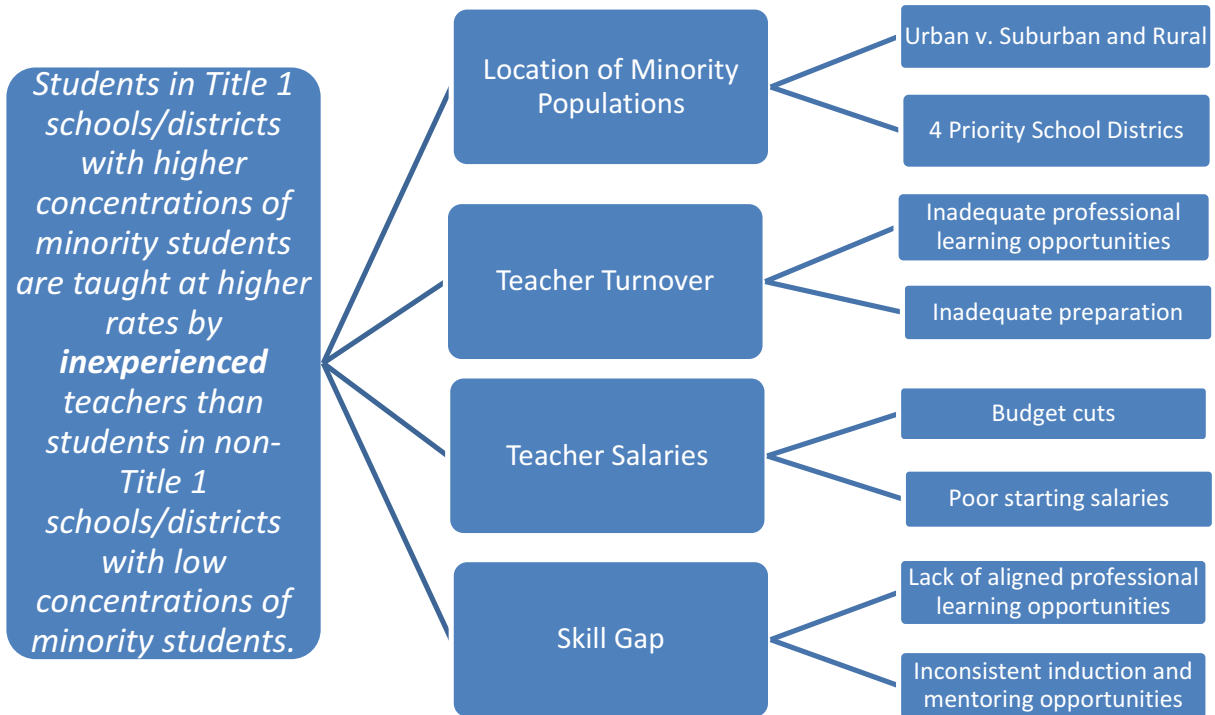 Students in Title 1
schools/districts
with higher
concentrations of
minority students
are taught at higher
rates by
inexperienced
teachers than
students in non-
Title 1
schools/districts
with low
concentrations of
minority students.
Location of Minority
Populations
Urban v. Suburban and Rural
4 Priority School Districs
Teacher Turnover
Inadequate professional
learning opportunities
Inadequate preparation
Teacher Salaries
Budget cuts
Poor starting salaries
Skill Gap
Lack of aligned professional
learning opportunities
Inconsistent induction and
mentoring opportunities